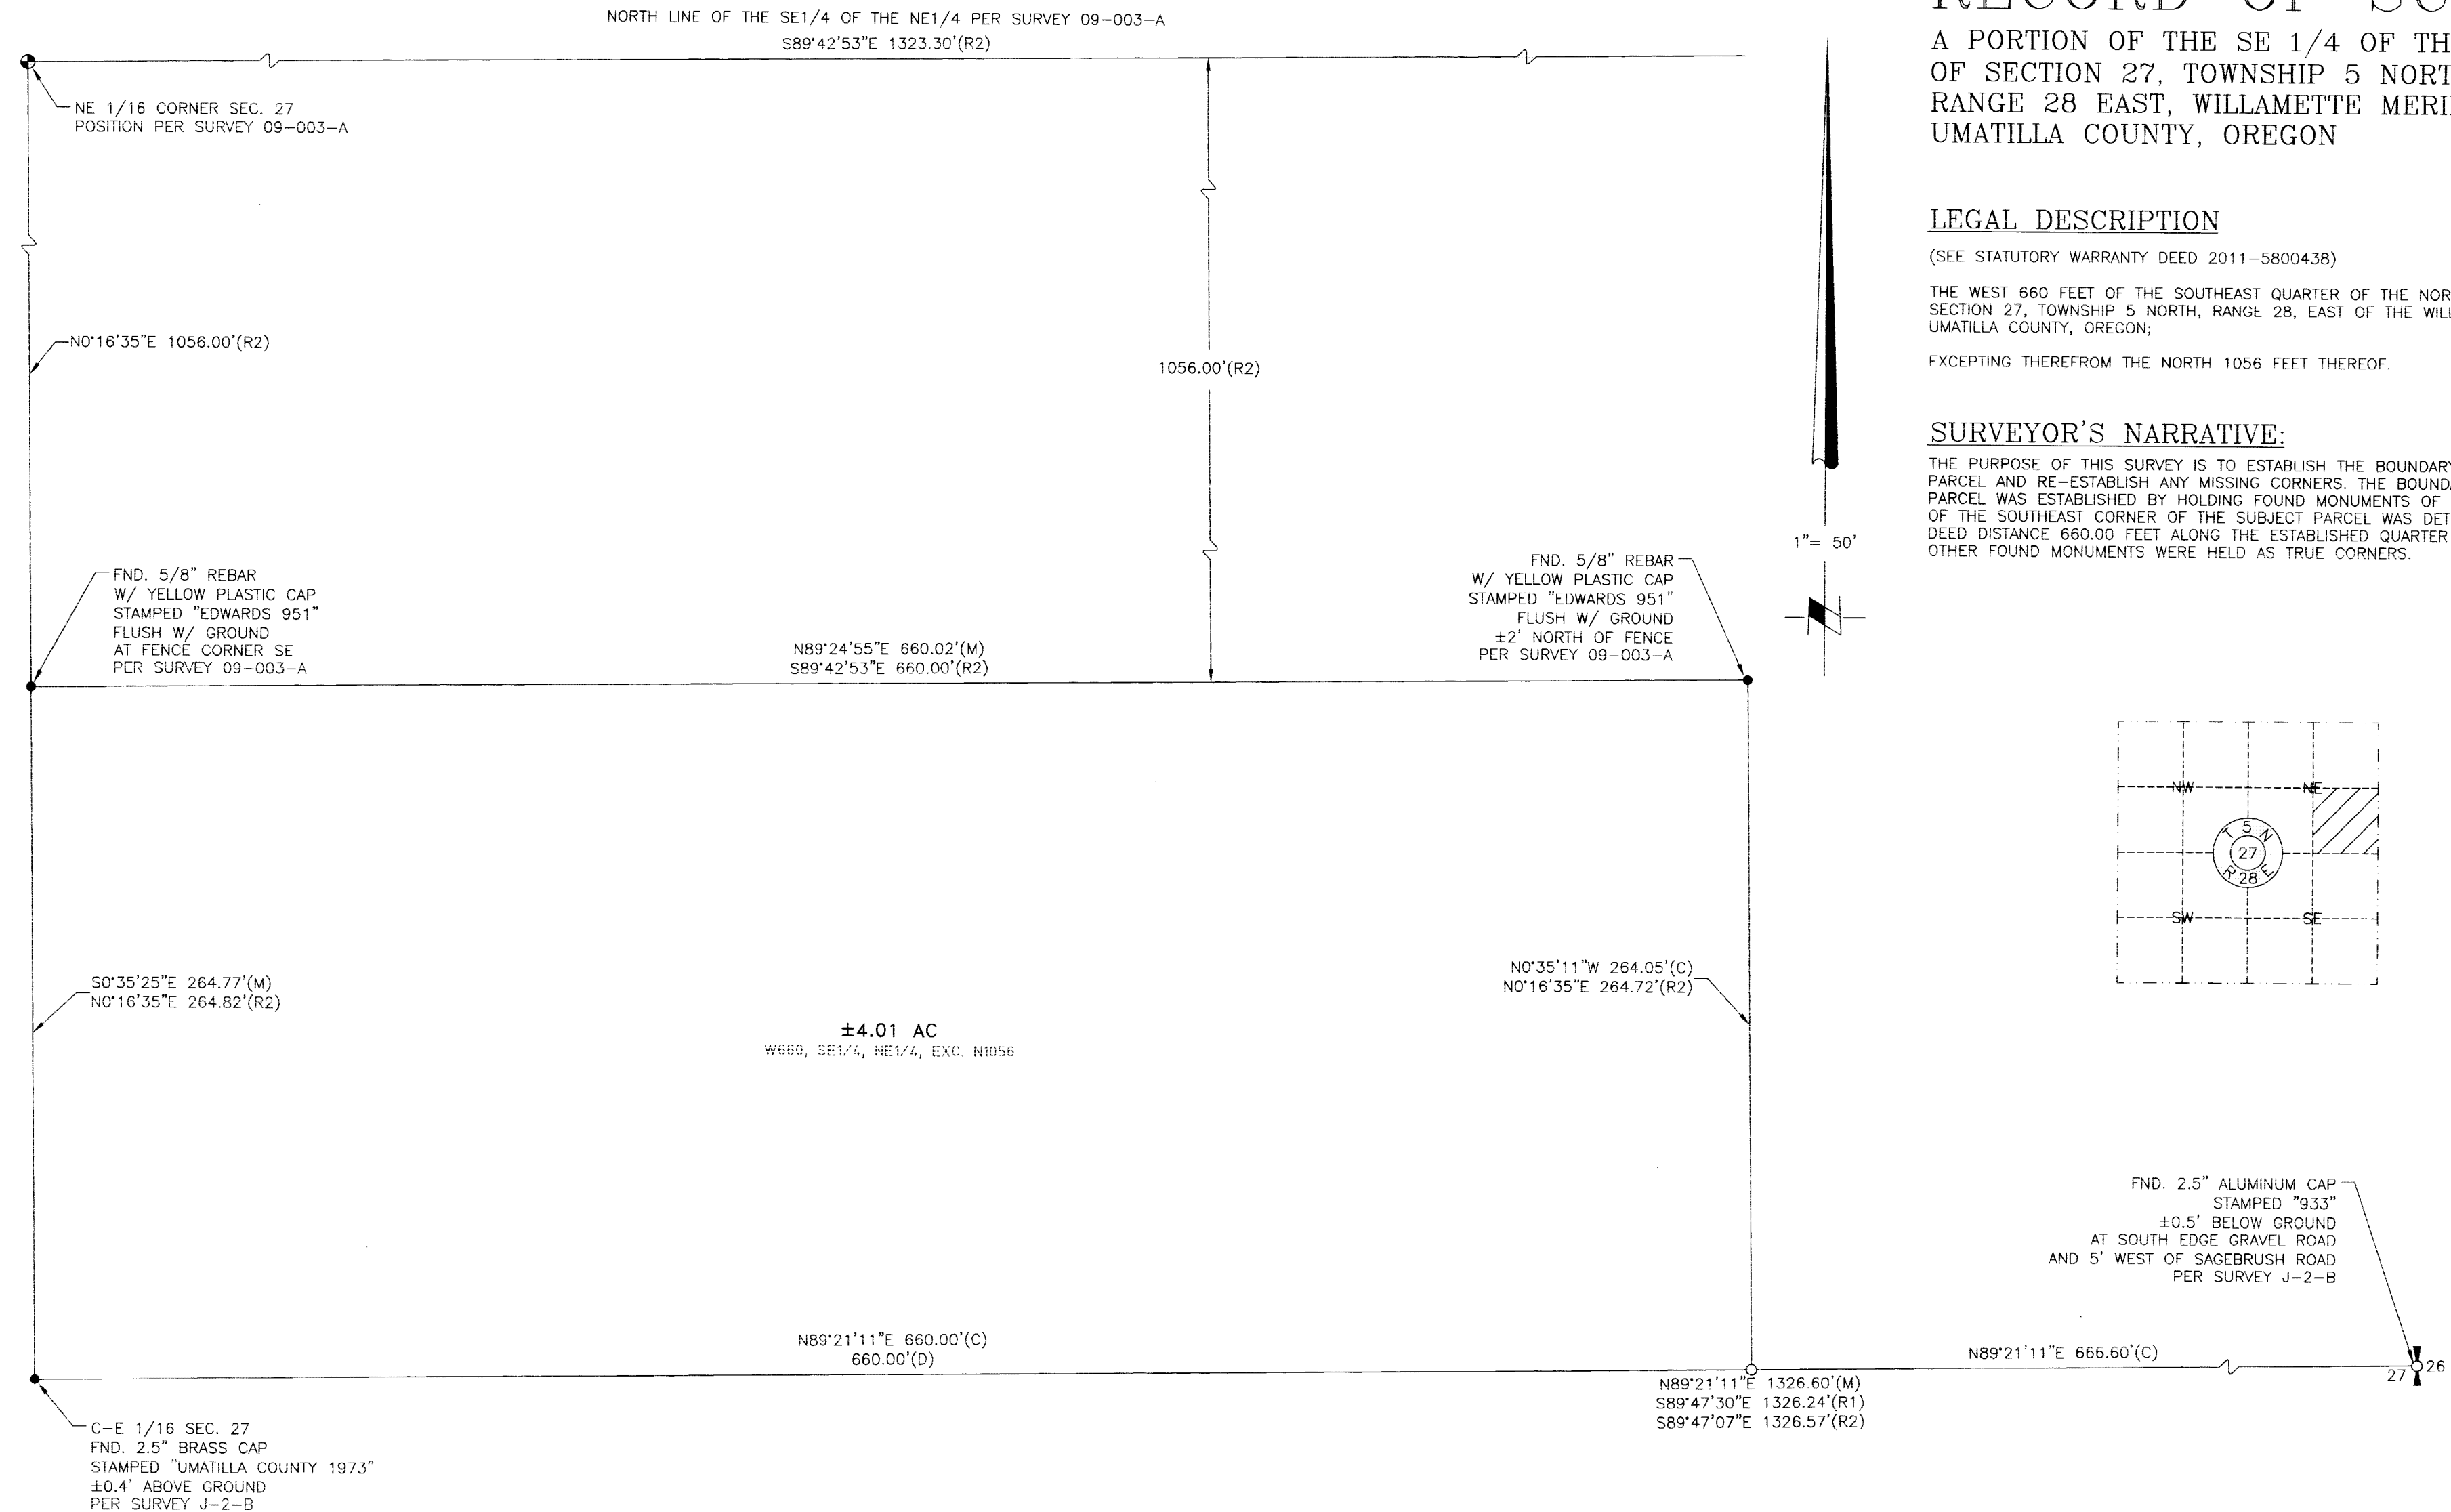 NORTH LINE OF THE SE1/4 OF THE NE1/4 PER SURVEY 09-003-A
S89°42'53"E 1323.30'(R2)
NE 1/16 CORNER SEC. 27
POSITION PER SURVEY 09-003-A
N0°16'35"E 1056.00'(R2)
1056.00'(R2)
FND. 5/8" REBAR
W/ YELLOW PLASTIC CAP
STAMPED "EDWARDS 951"
FLUSH W/ GROUND
AT FENCE CORNER SE
PER SURVEY 09-003-A
N89°24'55"E 660.02'(M)
S89°42'53"E 660.00'(R2)
FND. 5/8" REBAR
W/ YELLOW PLASTIC CAP
STAMPED "EDWARDS 951"
FLUSH W/ GROUND
±2' NORTH OF FENCE
PER SURVEY 09-003-A
S0°35'25"E 264.77'(M)
N0°16'35"E 264.82'(R2)
±4.01 AC
W660, SE1/4, NE1/4, EXC. N1056
N0°35'11"W 264.05'(C)
N0°16'35"E 264.72'(R2)
N89°21'11"E 660.00'(C)
660.00'(D)
C-E 1/16 SEC. 27
FND. 2.5" BRASS CAP
STAMPED "UMATILLA COUNTY 1973"
±0.4' ABOVE GROUND
PER SURVEY J-2-B
N89°21'11"E 1326.60'(M)
S89°47'30"E 1326.24'(R1)
S89°47'07"E 1326.57'(R2)
N89°21'11"E 666.60'(C)
27 26
FND. 2.5" ALUMINUM CAP
STAMPED "933"
±0.5' BELOW GROUND
AT SOUTH EDGE GRAVEL ROAD
AND 5' WEST OF SAGEBRUSH ROAD
PER SURVEY J-2-B
1"= 50'
N
RECORD OF SU
A PORTION OF THE SE 1/4 OF TH
OF SECTION 27, TOWNSHIP 5 NORT
RANGE 28 EAST, WILLAMETTE MERI
UMATILLA COUNTY, OREGON
LEGAL DESCRIPTION
(SEE STATUTORY WARRANTY DEED 2011-5800438)
THE WEST 660 FEET OF THE SOUTHEAST QUARTER OF THE NOR
SECTION 27, TOWNSHIP 5 NORTH, RANGE 28, EAST OF THE WIL
UMATILLA COUNTY, OREGON;
EXCEPTING THEREFROM THE NORTH 1056 FEET THEREOF.
SURVEYOR'S NARRATIVE:
THE PURPOSE OF THIS SURVEY IS TO ESTABLISH THE BOUNDARY
PARCEL AND RE-ESTABLISH ANY MISSING CORNERS. THE BOUND
PARCEL WAS ESTABLISHED BY HOLDING FOUND MONUMENTS OF
OF THE SOUTHEAST CORNER OF THE SUBJECT PARCEL WAS DET
DEED DISTANCE 660.00 FEET ALONG THE ESTABLISHED QUARTER
OTHER FOUND MONUMENTS WERE HELD AS TRUE CORNERS.
NW NE
T 5 N
27
R 28 E
SW SE